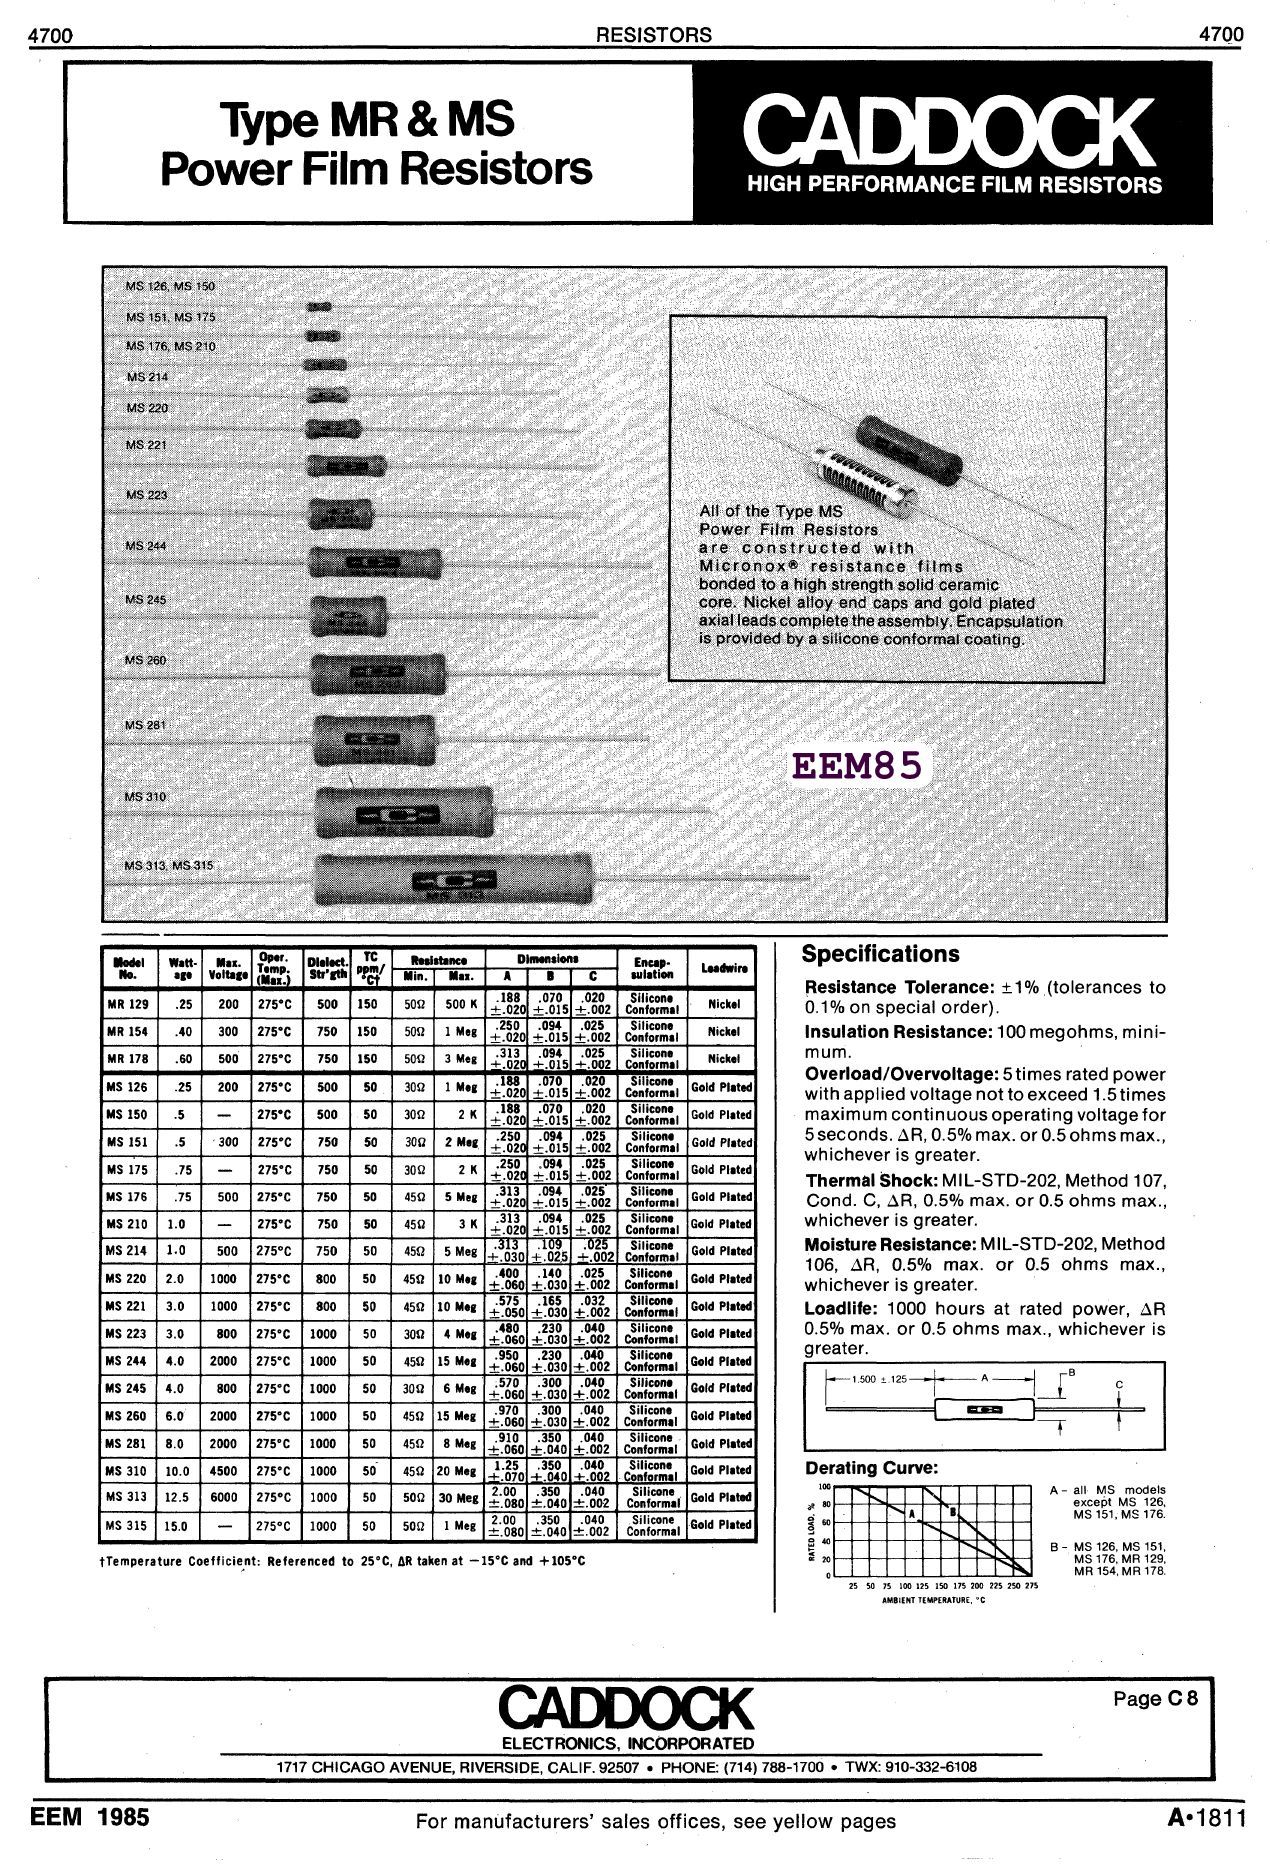 4700 RESISTORS 4700
Type MR & MS
Power Film Resistors
CADDOCK
HIGH PERFORMANCE FILM RESISTORS
MS 126, MS 150
MS 151, MS 175
MS 176, MS 210
MS 214
MS 220
MS 221
MS 223
MS 244
MS 245
MS 260
MS 281
MS 310
MS 313, MS 315
All of the Type MS
Power Film Resistors
are constructed with
Micronox® resistance films
bonded to a high strength solid ceramic
core. Nickel alloy end caps and gold plated
axial leads complete the assembly. Encapsulation
is provided by a silicone conformal coating.
EEM85
MS 313
Model No. Watt-age Max. Voltage Oper. Temp. (Max.) Dielect. Str'gth TC ppm/°C† Resistance Min. Max. Dimensions A B C Encap-sulation Leadwire
MR 129 .25 200 275°C 500 150 50Ω 500 K .188 ±.020 .070 ±.015 .020 ±.002 Silicone Conformal Nickel
MR 154 .40 300 275°C 750 150 50Ω 1 Meg .250 ±.020 .094 ±.015 .025 ±.002 Silicone Conformal Nickel
MR 178 .60 500 275°C 750 150 50Ω 3 Meg .313 ±.020 .094 ±.015 .025 ±.002 Silicone Conformal Nickel
MS 126 .25 200 275°C 500 50 30Ω 1 Meg .188 ±.020 .070 ±.015 .020 ±.002 Silicone Conformal Gold Plated
MS 150 .5 — 275°C 500 50 30Ω 2 K .188 ±.020 .070 ±.015 .020 ±.002 Silicone Conformal Gold Plated
MS 151 .5 300 275°C 750 50 30Ω 2 Meg .250 ±.020 .094 ±.015 .025 ±.002 Silicone Conformal Gold Plated
MS 175 .75 — 275°C 750 50 30Ω 2 K .250 ±.020 .094 ±.015 .025 ±.002 Silicone Conformal Gold Plated
MS 176 .75 500 275°C 750 50 45Ω 5 Meg .313 ±.020 .094 ±.015 .025 ±.002 Silicone Conformal Gold Plated
MS 210 1.0 — 275°C 750 50 45Ω 3 K .313 ±.020 .094 ±.015 .025 ±.002 Silicone Conformal Gold Plated
MS 214 1.0 500 275°C 750 50 45Ω 5 Meg .313 ±.030 .109 ±.025 .025 ±.002 Silicone Conformal Gold Plated
MS 220 2.0 1000 275°C 800 50 45Ω 10 Meg .400 ±.060 .140 ±.030 .025 ±.002 Silicone Conformal Gold Plated
MS 221 3.0 1000 275°C 800 50 45Ω 10 Meg .575 ±.050 .165 ±.030 .032 ±.002 Silicone Conformal Gold Plated
MS 223 3.0 800 275°C 1000 50 30Ω 4 Meg .480 ±.060 .230 ±.030 .040 ±.002 Silicone Conformal Gold Plated
MS 244 4.0 2000 275°C 1000 50 45Ω 15 Meg .950 ±.060 .230 ±.030 .040 ±.002 Silicone Conformal Gold Plated
MS 245 4.0 800 275°C 1000 50 30Ω 6 Meg .570 ±.060 .300 ±.030 .040 ±.002 Silicone Conformal Gold Plated
MS 260 6.0 2000 275°C 1000 50 45Ω 15 Meg .970 ±.060 .300 ±.030 .040 ±.002 Silicone Conformal Gold Plated
MS 281 8.0 2000 275°C 1000 50 45Ω 8 Meg .910 ±.060 .350 ±.040 .040 ±.002 Silicone Conformal Gold Plated
MS 310 10.0 4500 275°C 1000 50 45Ω 20 Meg 1.25 ±.070 .350 ±.040 .040 ±.002 Silicone Conformal Gold Plated
MS 313 12.5 6000 275°C 1000 50 50Ω 30 Meg 2.00 ±.080 .350 ±.040 .040 ±.002 Silicone Conformal Gold Plated
MS 315 15.0 — 275°C 1000 50 50Ω 1 Meg 2.00 ±.080 .350 ±.040 .040 ±.002 Silicone Conformal Gold Plated
†Temperature Coefficient: Referenced to 25°C, ΔR taken at −15°C and +105°C
Specifications
Resistance Tolerance: ±1% (tolerances to
0.1% on special order).
Insulation Resistance: 100 megohms, mini-
mum.
Overload/Overvoltage: 5 times rated power
with applied voltage not to exceed 1.5 times
maximum continuous operating voltage for
5 seconds. ΔR, 0.5% max. or 0.5 ohms max.,
whichever is greater.
Thermal Shock: MIL-STD-202, Method 107,
Cond. C, ΔR, 0.5% max. or 0.5 ohms max.,
whichever is greater.
Moisture Resistance: MIL-STD-202, Method
106, ΔR, 0.5% max. or 0.5 ohms max.,
whichever is greater.
Loadlife: 1000 hours at rated power, ΔR
0.5% max. or 0.5 ohms max., whichever is
greater.
1.500 ± .125 A B C
Derating Curve:
RATED LOAD, %
100
80
60
40
20
0
A B
25 50 75 100 125 150 175 200 225 250 275
AMBIENT TEMPERATURE, °C
A – all MS models
except MS 126,
MS 151, MS 176.
B – MS 126, MS 151,
MS 176, MR 129,
MR 154, MR 178.
CADDOCK
ELECTRONICS, INCORPORATED
Page C 8
1717 CHICAGO AVENUE, RIVERSIDE, CALIF. 92507 • PHONE: (714) 788-1700 • TWX: 910-332-6108
EEM 1985 For manufacturers' sales offices, see yellow pages A•1811